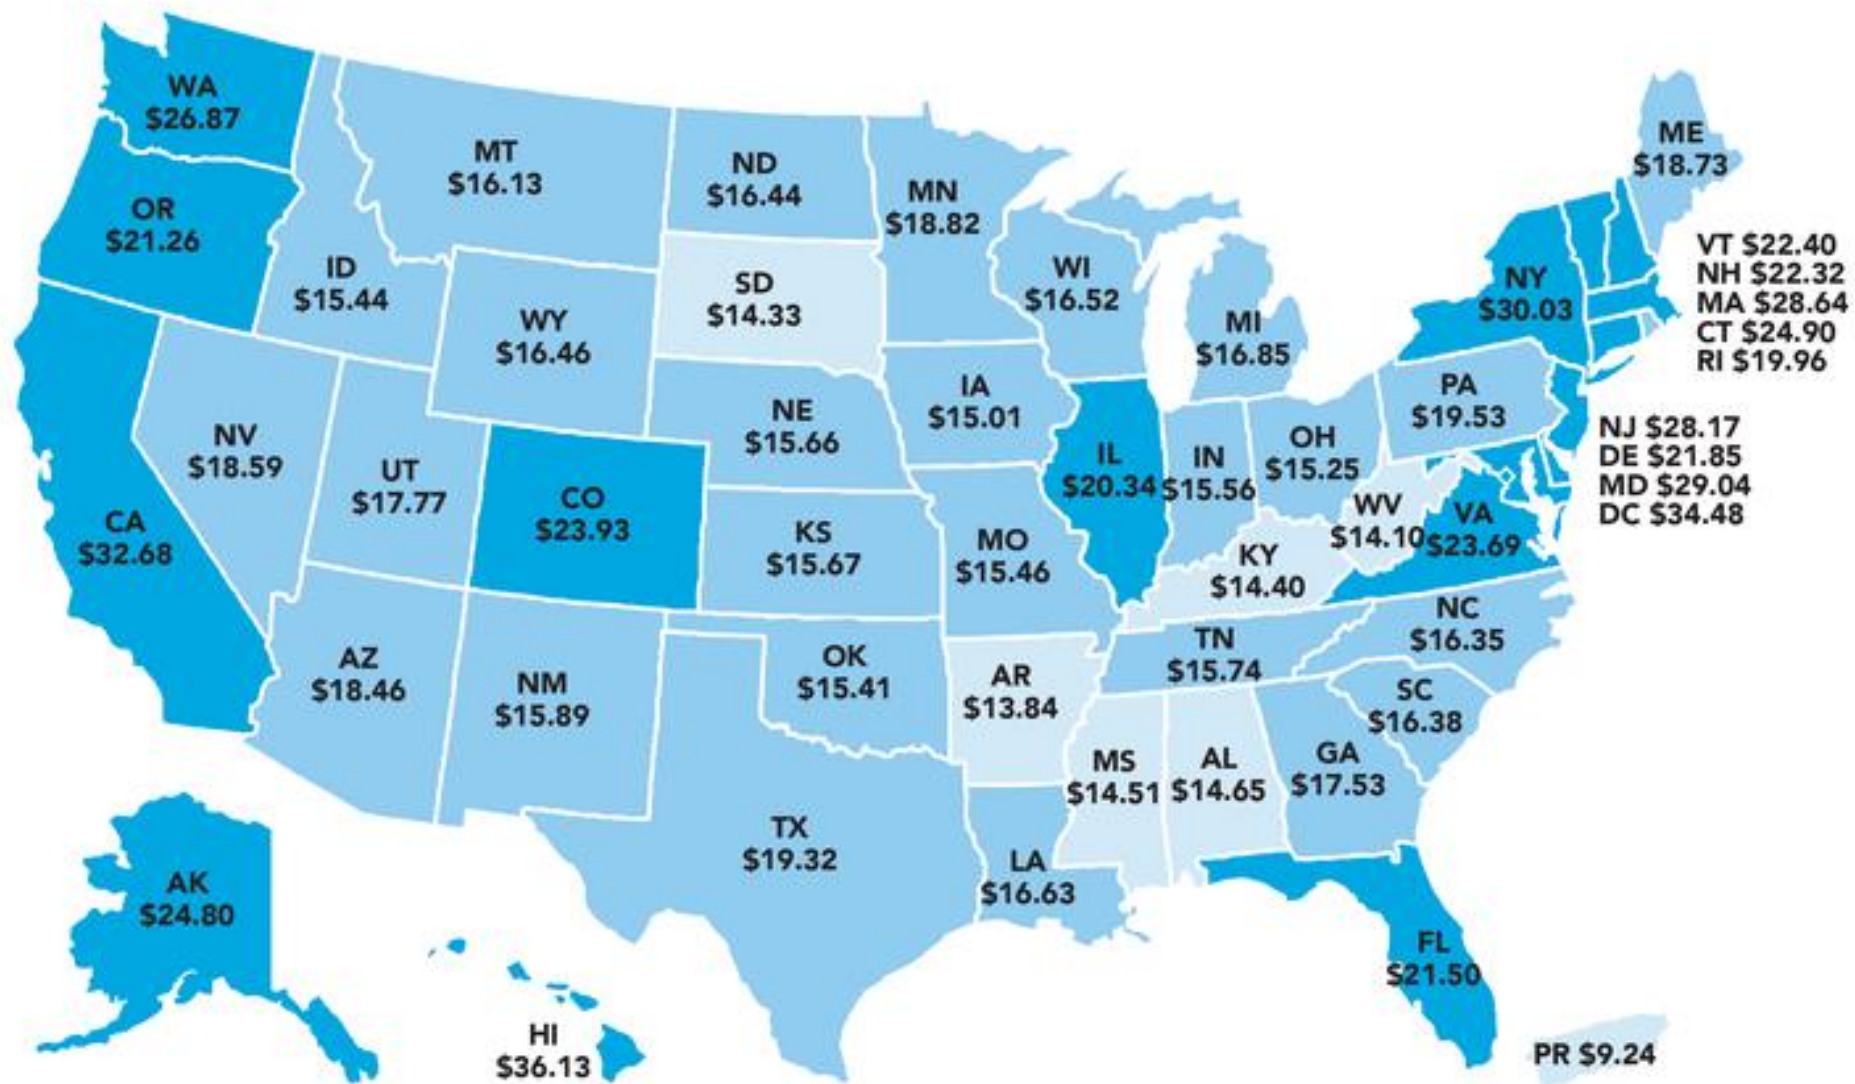 WA
$26.87
MT
$16.13
ND
$16.44
MN
$18.82
ME
$18.73
OR
$21.26
ID
$15.44
WY
$16.46
SD
$14.33
WI
$16.52
MI
$16.85
NY
$30.03
VT $22.40
NH $22.32
MA $28.64
CT $24.90
RI $19.96
CA
$32.68
NV
$18.59
UT
$17.77
CO
$23.93
NE
$15.66
IA
$15.01
IL
$20.34
IN
$15.56
OH
$15.25
PA
$19.53
NJ $28.17
DE $21.85
MD $29.04
DC $34.48
KS
$15.67
MO
$15.46
KY
$14.40
WV
$14.10
VA
$23.69
AZ
$18.46
NM
$15.89
OK
$15.41
AR
$13.84
TN
$15.74
NC
$16.35
SC
$16.38
TX
$19.32
LA
$16.63
MS
$14.51
AL
$14.65
GA
$17.53
AK
$24.80
HI
$36.13
FL
$21.50
PR $9.24